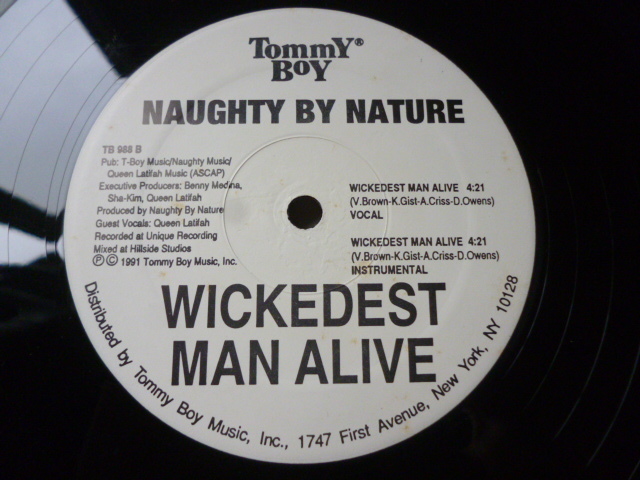 Tommy®
Boy
NAUGHTY BY NATURE
TB 988 B
Pub: T-Boy Music/Naughty Music/
Queen Latifah Music (ASCAP)
Executive Producers: Benny Medina,
Sha-Kim, Queen Latifah
Produced by Naughty By Nature
Guest Vocals: Queen Latifah
Recorded at Unique Recording
Mixed at Hillside Studios
℗ © 1991 Tommy Boy Music, Inc.
WICKEDEST MAN ALIVE 4:21
(V.Brown-K.Gist-A.Criss-D.Owens)
VOCAL
WICKEDEST MAN ALIVE 4:21
(V.Brown-K.Gist-A.Criss-D.Owens)
INSTRUMENTAL
WICKEDEST
MAN ALIVE
Distributed by Tommy Boy Music, Inc., 1747 First Avenue, New York, NY 10128